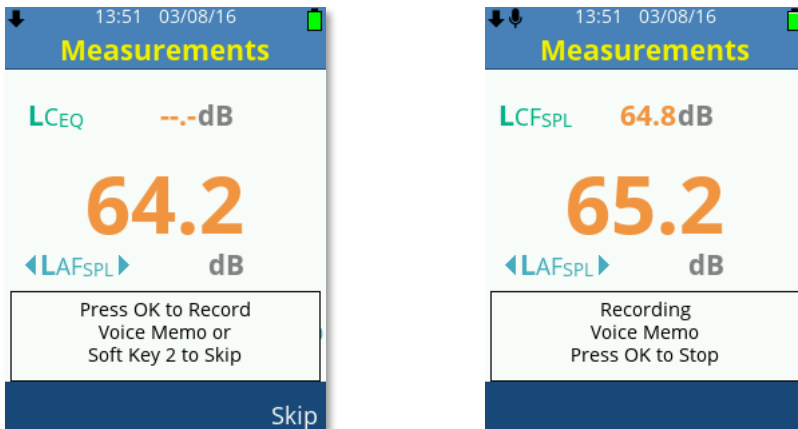 13:51 03/08/16
Measurements
LCEQ --.-dB
64.2
LAFSPL dB
Press OK to Record
Voice Memo or
Soft Key 2 to Skip
Skip
13:51 03/08/16
Measurements
LCFSPL 64.8dB
65.2
LAFSPL dB
Recording
Voice Memo
Press OK to Stop